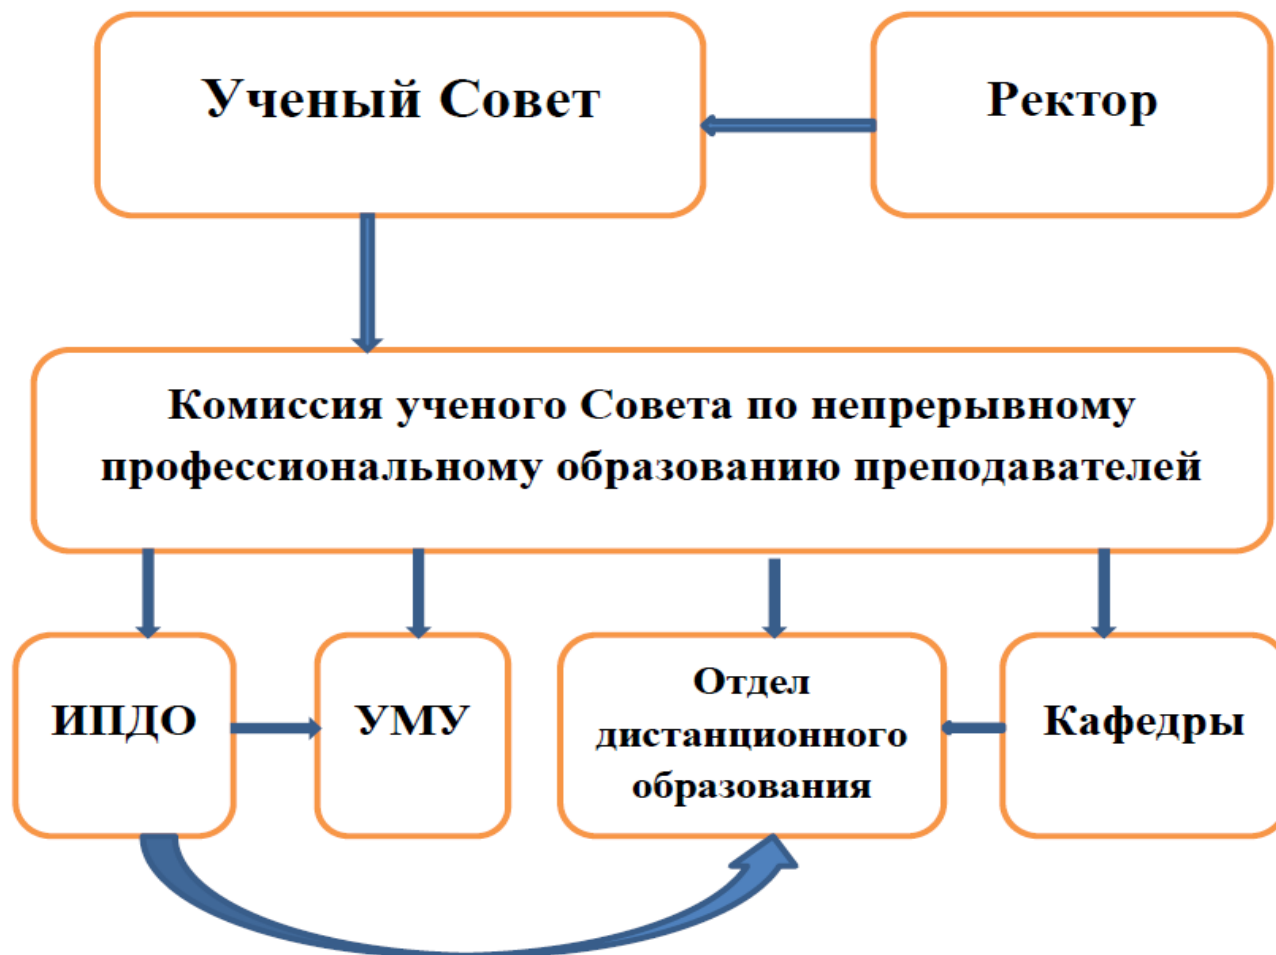 Ученый Совет
Ректор
Комиссия ученого Совета по непрерывному
профессиональному образованию преподавателей
ИПДО
УМУ
Отдел
дистанционного
образования
Кафедры